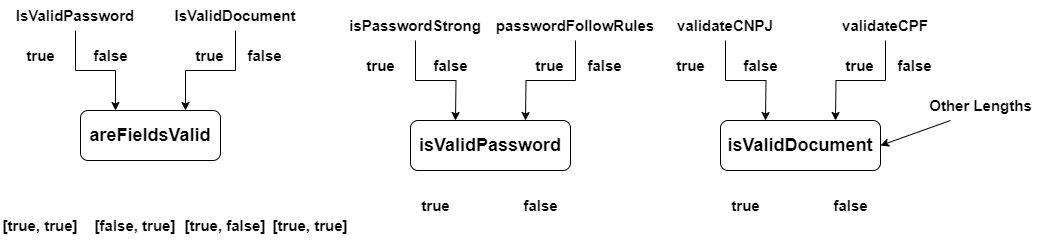 IsValidPassword
IsValidDocument
true
false
true
false
areFieldsValid
[true, true]
[false, true]
[true, false]
[true, true]
isPasswordStrong
passwordFollowRules
true
false
true
false
isValidPassword
true
false
validateCNPJ
validateCPF
true
false
true
false
Other Lengths
isValidDocument
true
false